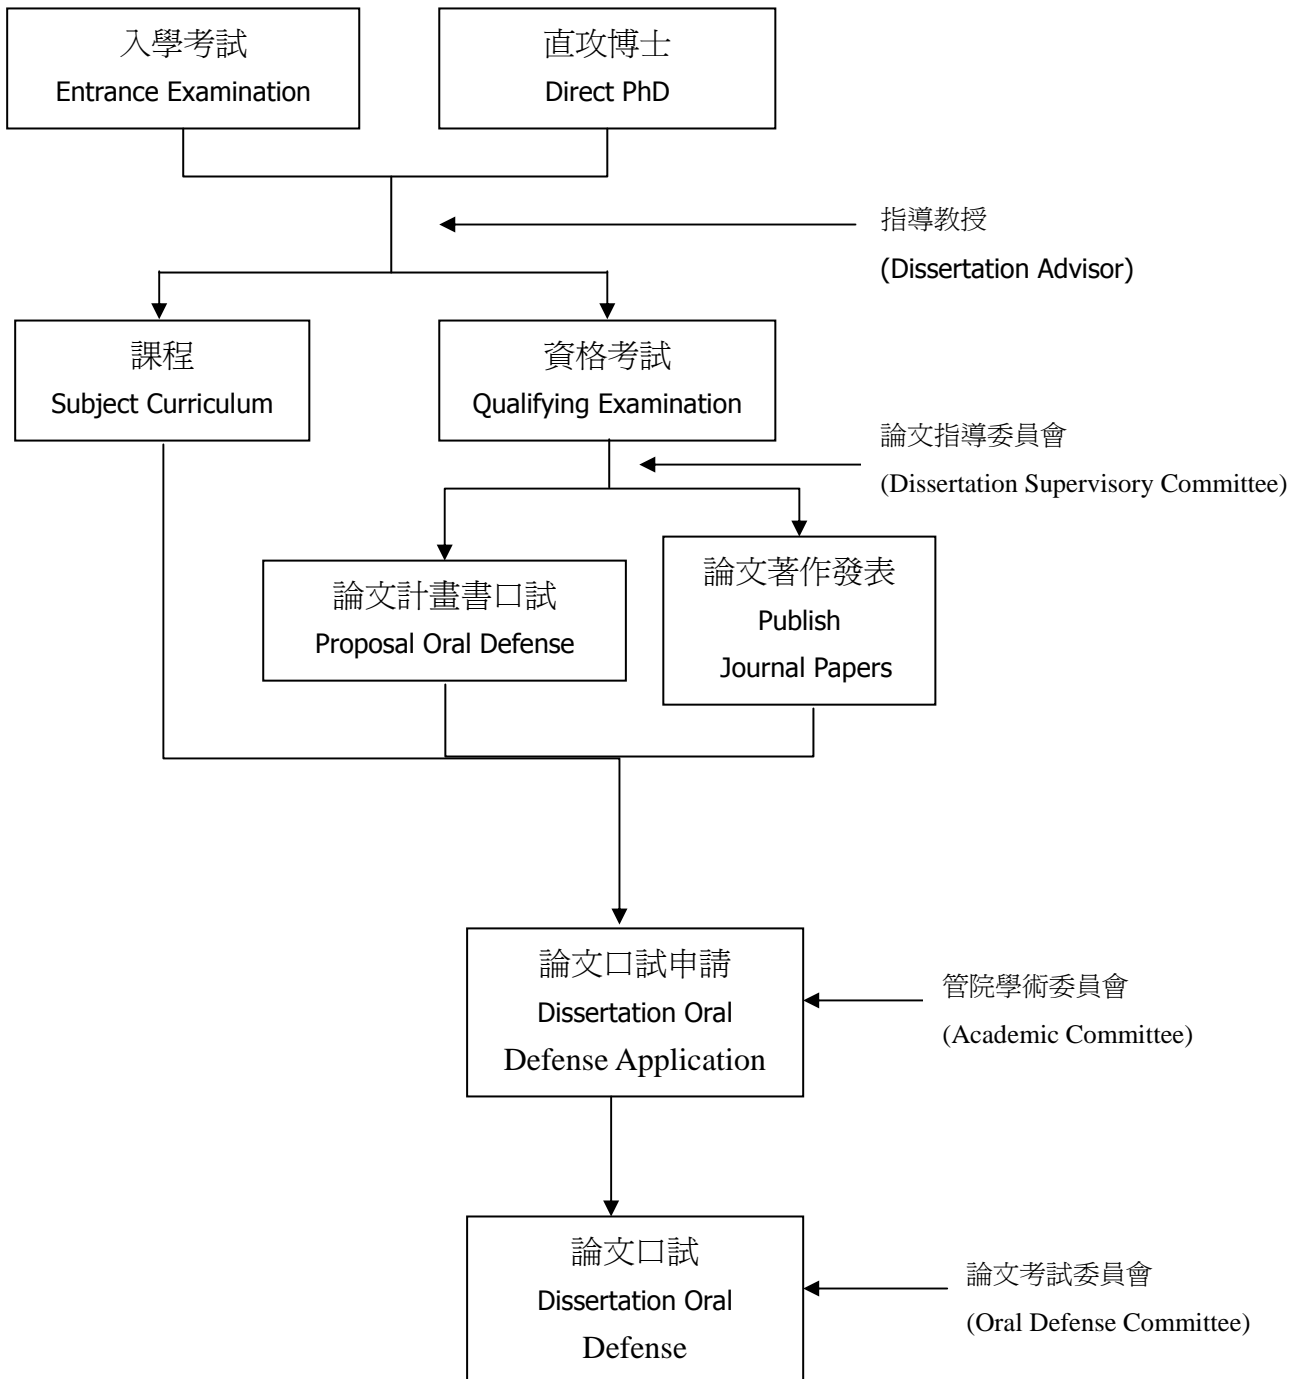 入學考試
Entrance Examination
直攻博士
Direct PhD
指導教授
(Dissertation Advisor)
課程
Subject Curriculum
資格考試
Qualifying Examination
論文指導委員會
(Dissertation Supervisory Committee)
論文計畫書口試
Proposal Oral Defense
論文著作發表
Publish
Journal Papers
論文口試申請
Dissertation Oral
Defense Application
管院學術委員會
(Academic Committee)
論文口試
Dissertation Oral
Defense
論文考試委員會
(Oral Defense Committee)